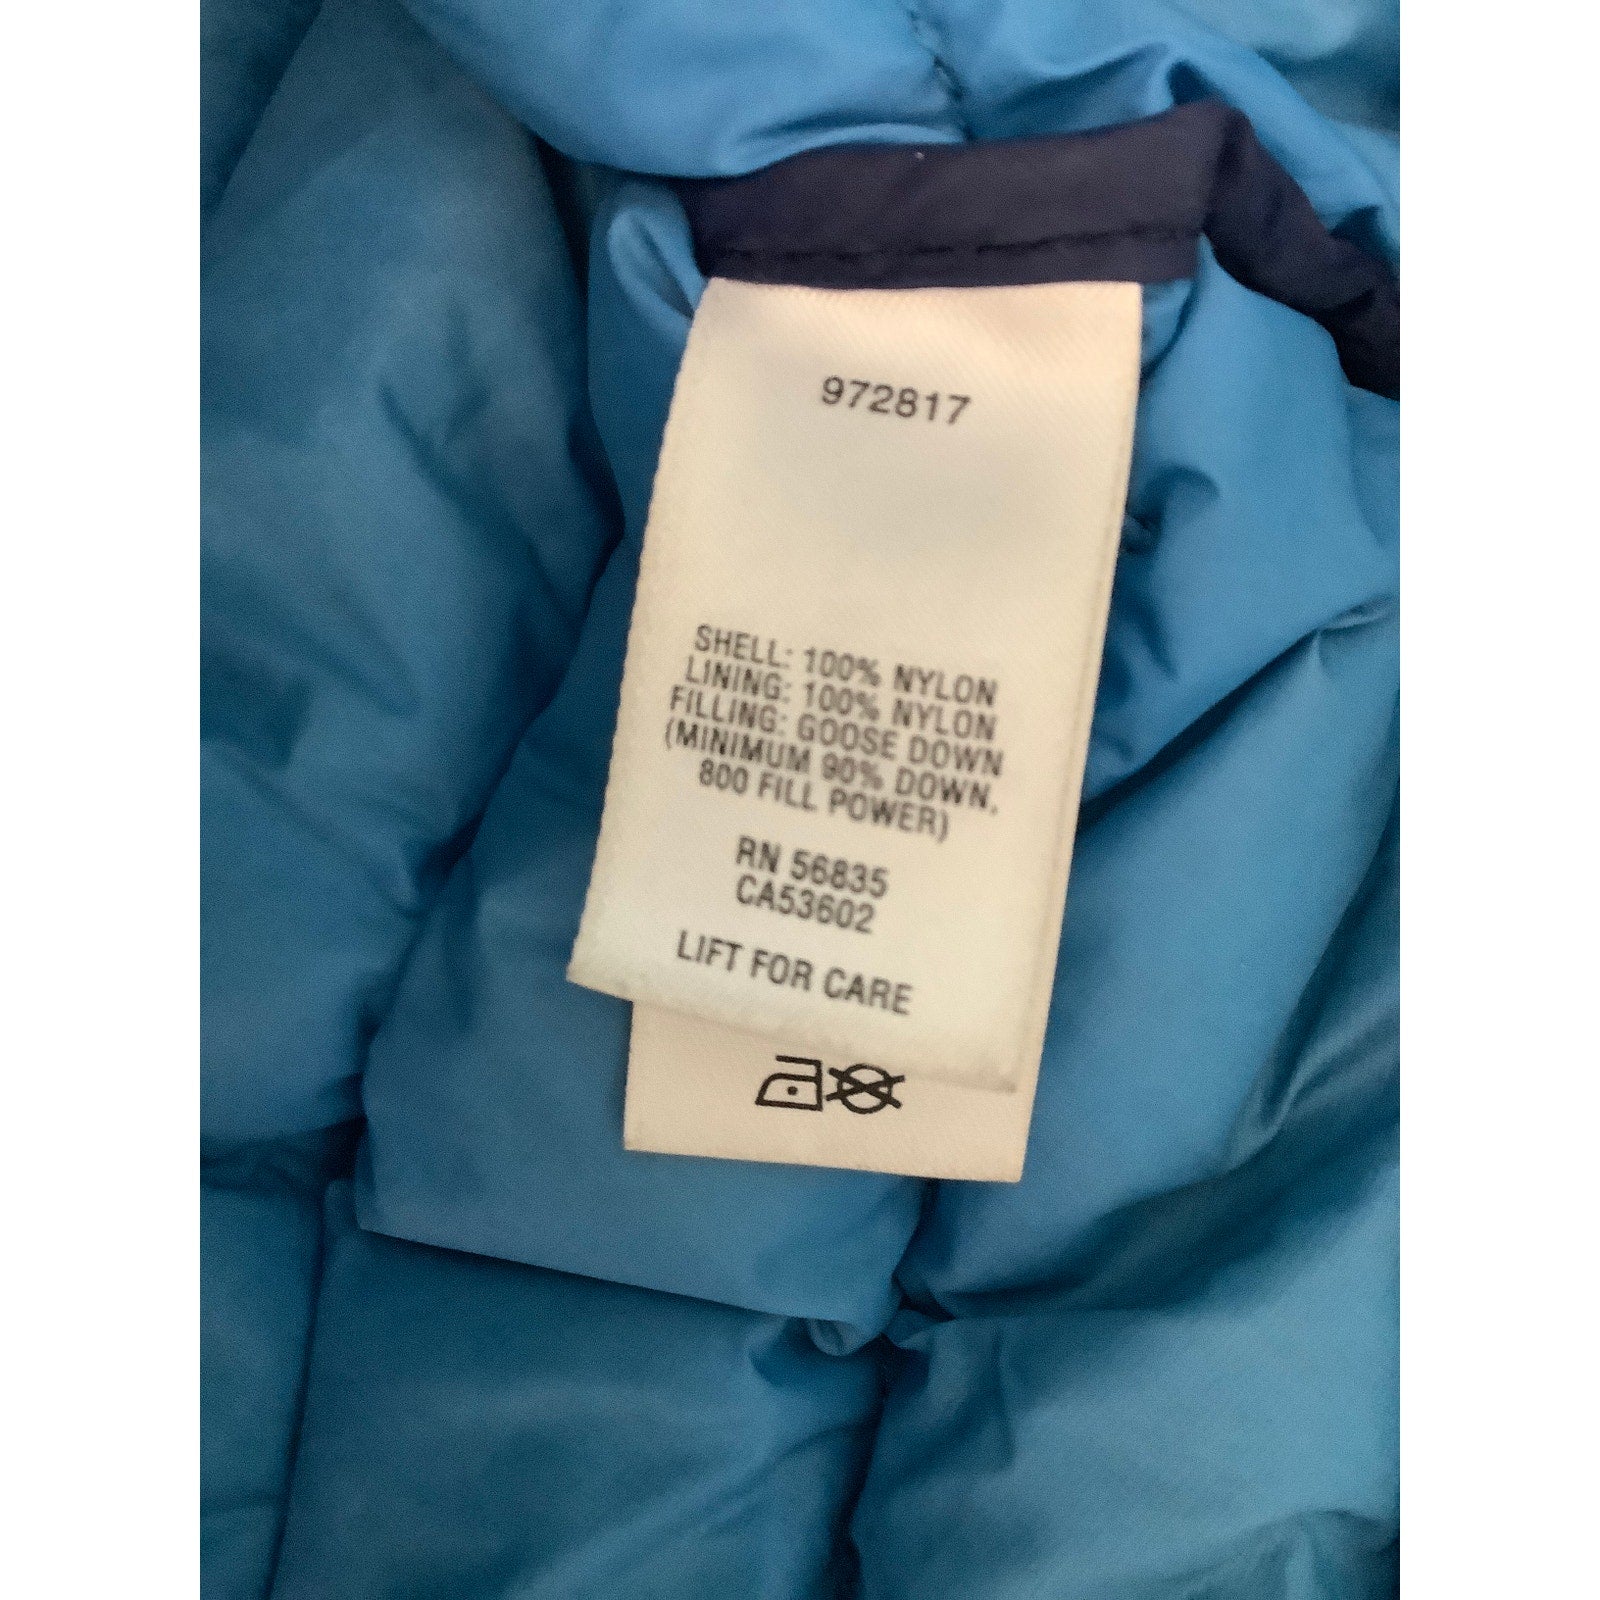 972817
SHELL: 100% NYLON
LINING: 100% NYLON
FILLING: GOOSE DOWN
(MINIMUM 90% DOWN,
800 FILL POWER)
RN 56835
CA53602
LIFT FOR CARE